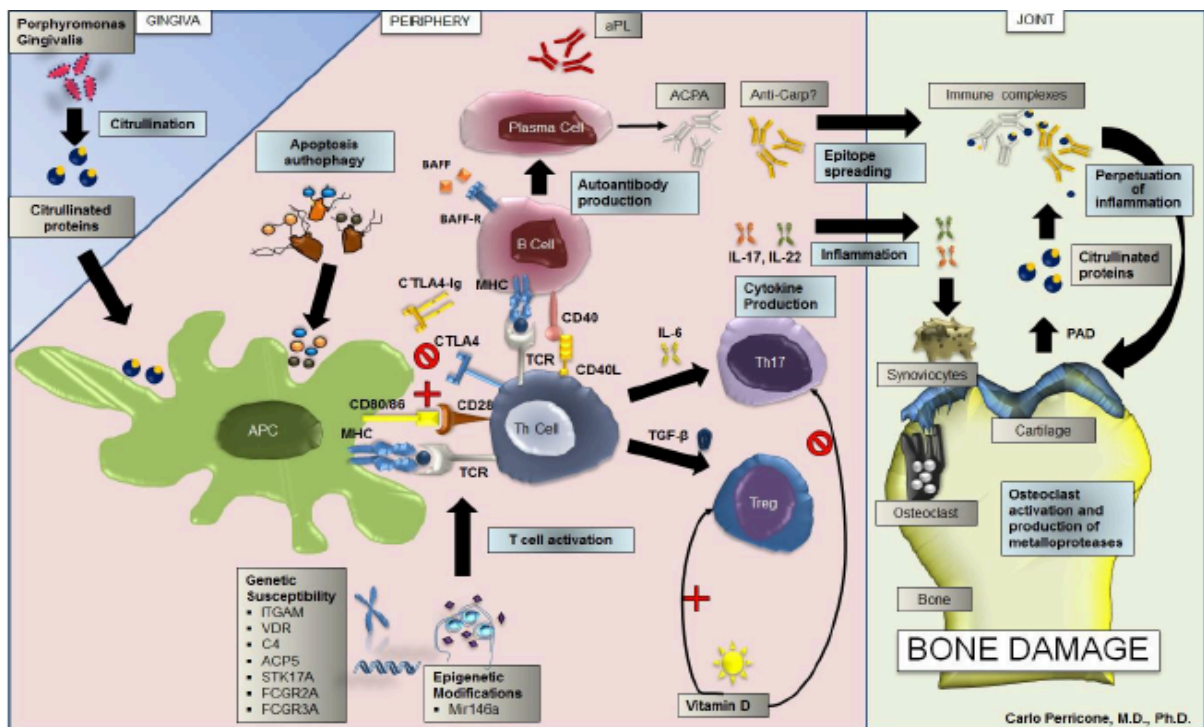 Porphyromonas
Gingivalis
GINGIVA
PEIRIPHERY
JOINT
aPL
Citrullination
Citrullinated
proteins
Apoptosis
authophagy
Plasma Cell
ACPA
Anti-Carp?
Immune complexes
Epitope
spreading
Perpetuation of
inflammation
BAFF
BAFF-R
Autoantibody
production
B Cell
IL-17, IL-22
Inflammation
Citrullinated
proteins
CTLA4-Ig
MHC
CD40
Cytokine
Production
IL-6
CTLA4
TCR
CD40L
Th17
PAD
Synoviocytes
CD80/86
CD28
APC
Th Cell
Cartilage
MHC
TCR
TGF-β
Treg
Osteoclast
Osteoclast
activation and
production of
metalloproteases
T cell activation
Genetic
Susceptibility
▪ ITGAM
▪ VDR
▪ C4
▪ ACP5
▪ STK17A
▪ FCGR2A
▪ FCGR3A
Epigenetic
Modifications
▪ Mir146a
Vitamin D
Bone
BONE DAMAGE
Carlo Perricone, M.D., Ph.D.